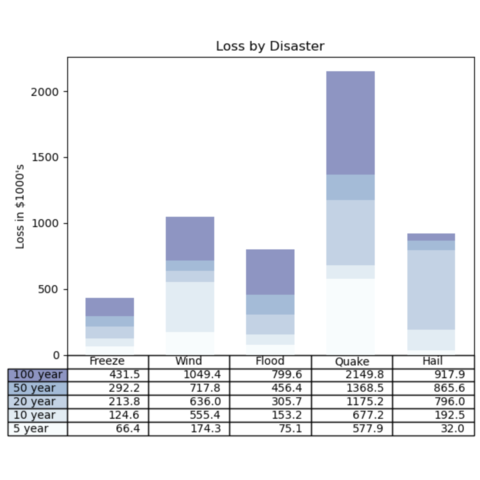 Loss by Disaster
Loss in $1000's
2000
1500
1000
500
0
Freeze Wind Flood Quake Hail
100 year 431.5 1049.4 799.6 2149.8 917.9
50 year 292.2 717.8 456.4 1368.5 865.6
20 year 213.8 636.0 305.7 1175.2 796.0
10 year 124.6 555.4 153.2 677.2 192.5
5 year 66.4 174.3 75.1 577.9 32.0